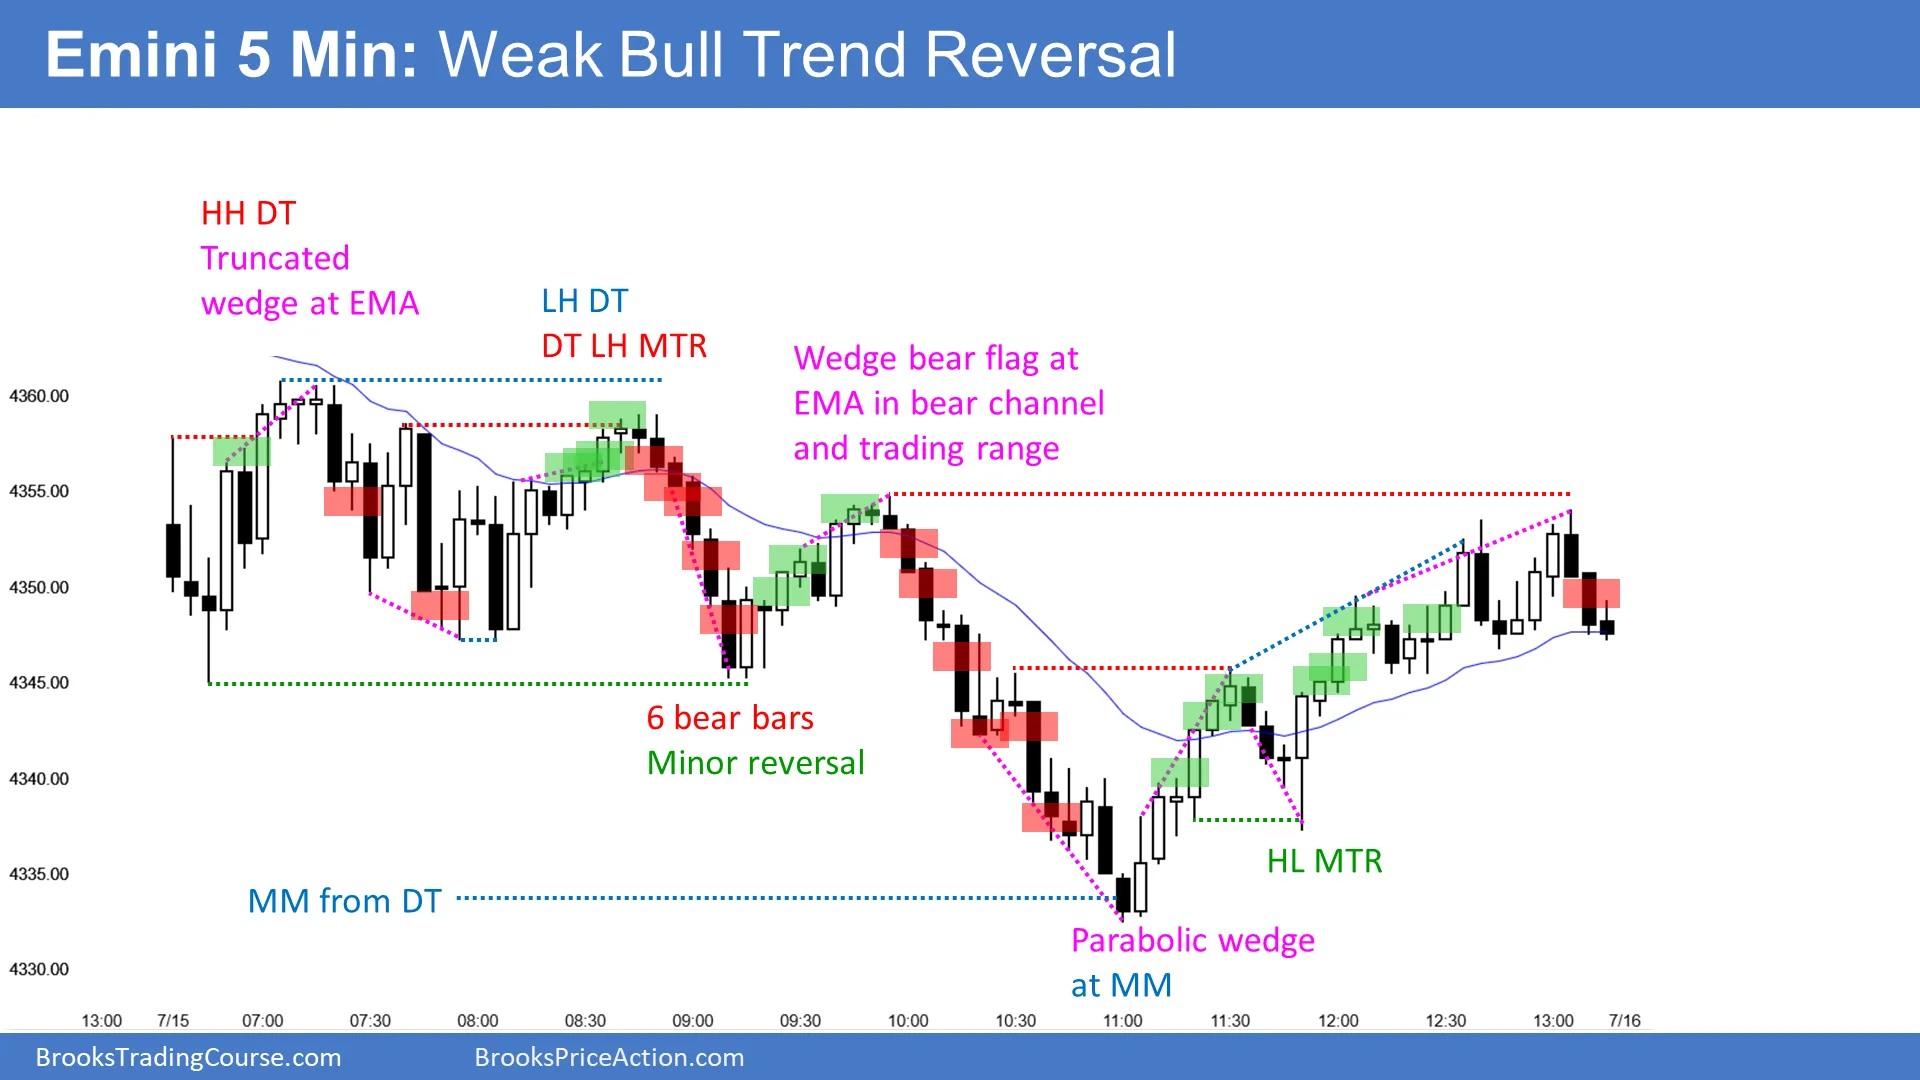 Emini 5 Min: Weak Bull Trend Reversal
HH DT
Truncated
wedge at EMA
LH DT
DT LH MTR
Wedge bear flag at
EMA in bear channel
and trading range
4360.00
4355.00
4350.00
4345.00
4340.00
4335.00
4330.00
6 bear bars
Minor reversal
HL MTR
MM from DT
Parabolic wedge
at MM
13:00 7/15 07:00 07:30 08:00 08:30 09:00 09:30 10:00 10:30 11:00 11:30 12:00 12:30 13:00 7/16
BrooksTradingCourse.com BrooksPriceAction.com